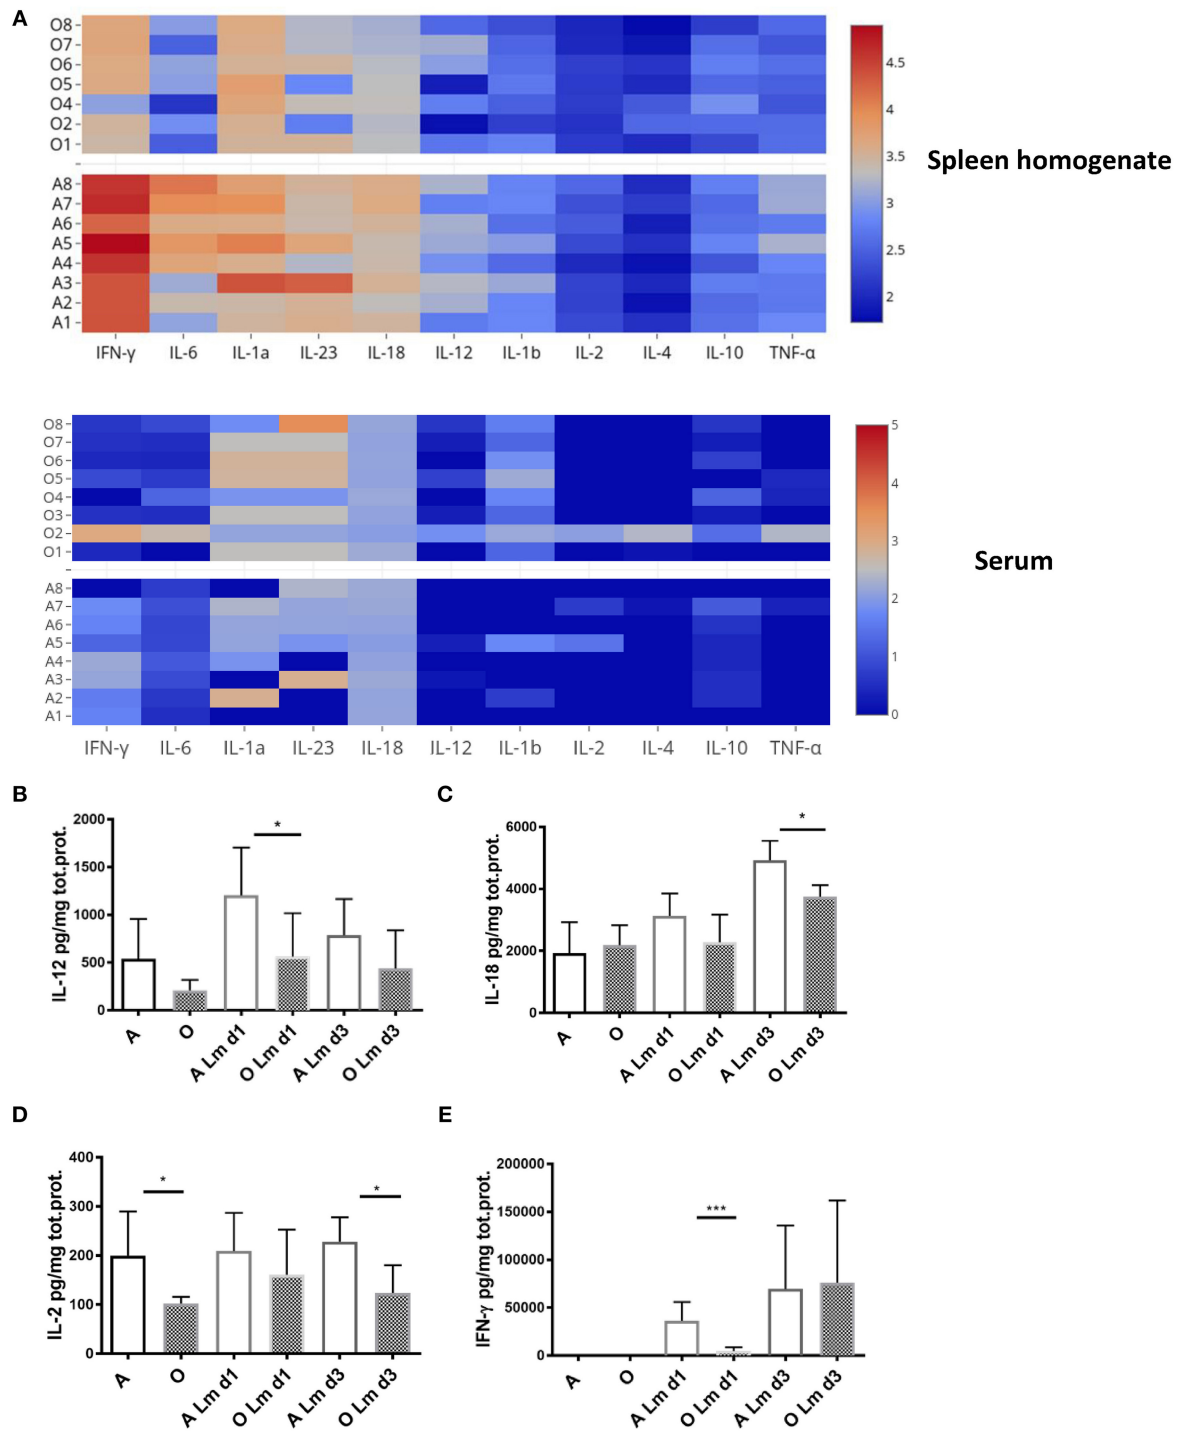 A
O8
O7
O6
O5
O4
O2
O1
A8
A7
A6
A5
A4
A3
A2
A1
IFN-γ IL-6 IL-1a IL-23 IL-18 IL-12 IL-1b IL-2 IL-4 IL-10 TNF-α
4.5
4
3.5
3
2.5
2
Spleen homogenate
O8
O7
O6
O5
O4
O3
O2
O1
A8
A7
A6
A5
A4
A3
A2
A1
IFN-γ IL-6 IL-1a IL-23 IL-18 IL-12 IL-1b IL-2 IL-4 IL-10 TNF-α
5
4
3
2
1
0
Serum
B
IL-12 pg/mg tot.prot.
2000
1500
1000
500
0
*
A O A Lm d1 O Lm d1 A Lm d3 O Lm d3
C
IL-18 pg/mg tot.prot.
6000
4000
2000
0
*
A O A Lm d1 O Lm d1 A Lm d3 O Lm d3
D
IL-2 pg/mg tot.prot.
400
300
200
100
0
* *
A O A Lm d1 O Lm d1 A Lm d3 O Lm d3
E
IFN-γ pg/mg tot.prot.
200000
150000
100000
50000
0
***
A O A Lm d1 O Lm d1 A Lm d3 O Lm d3